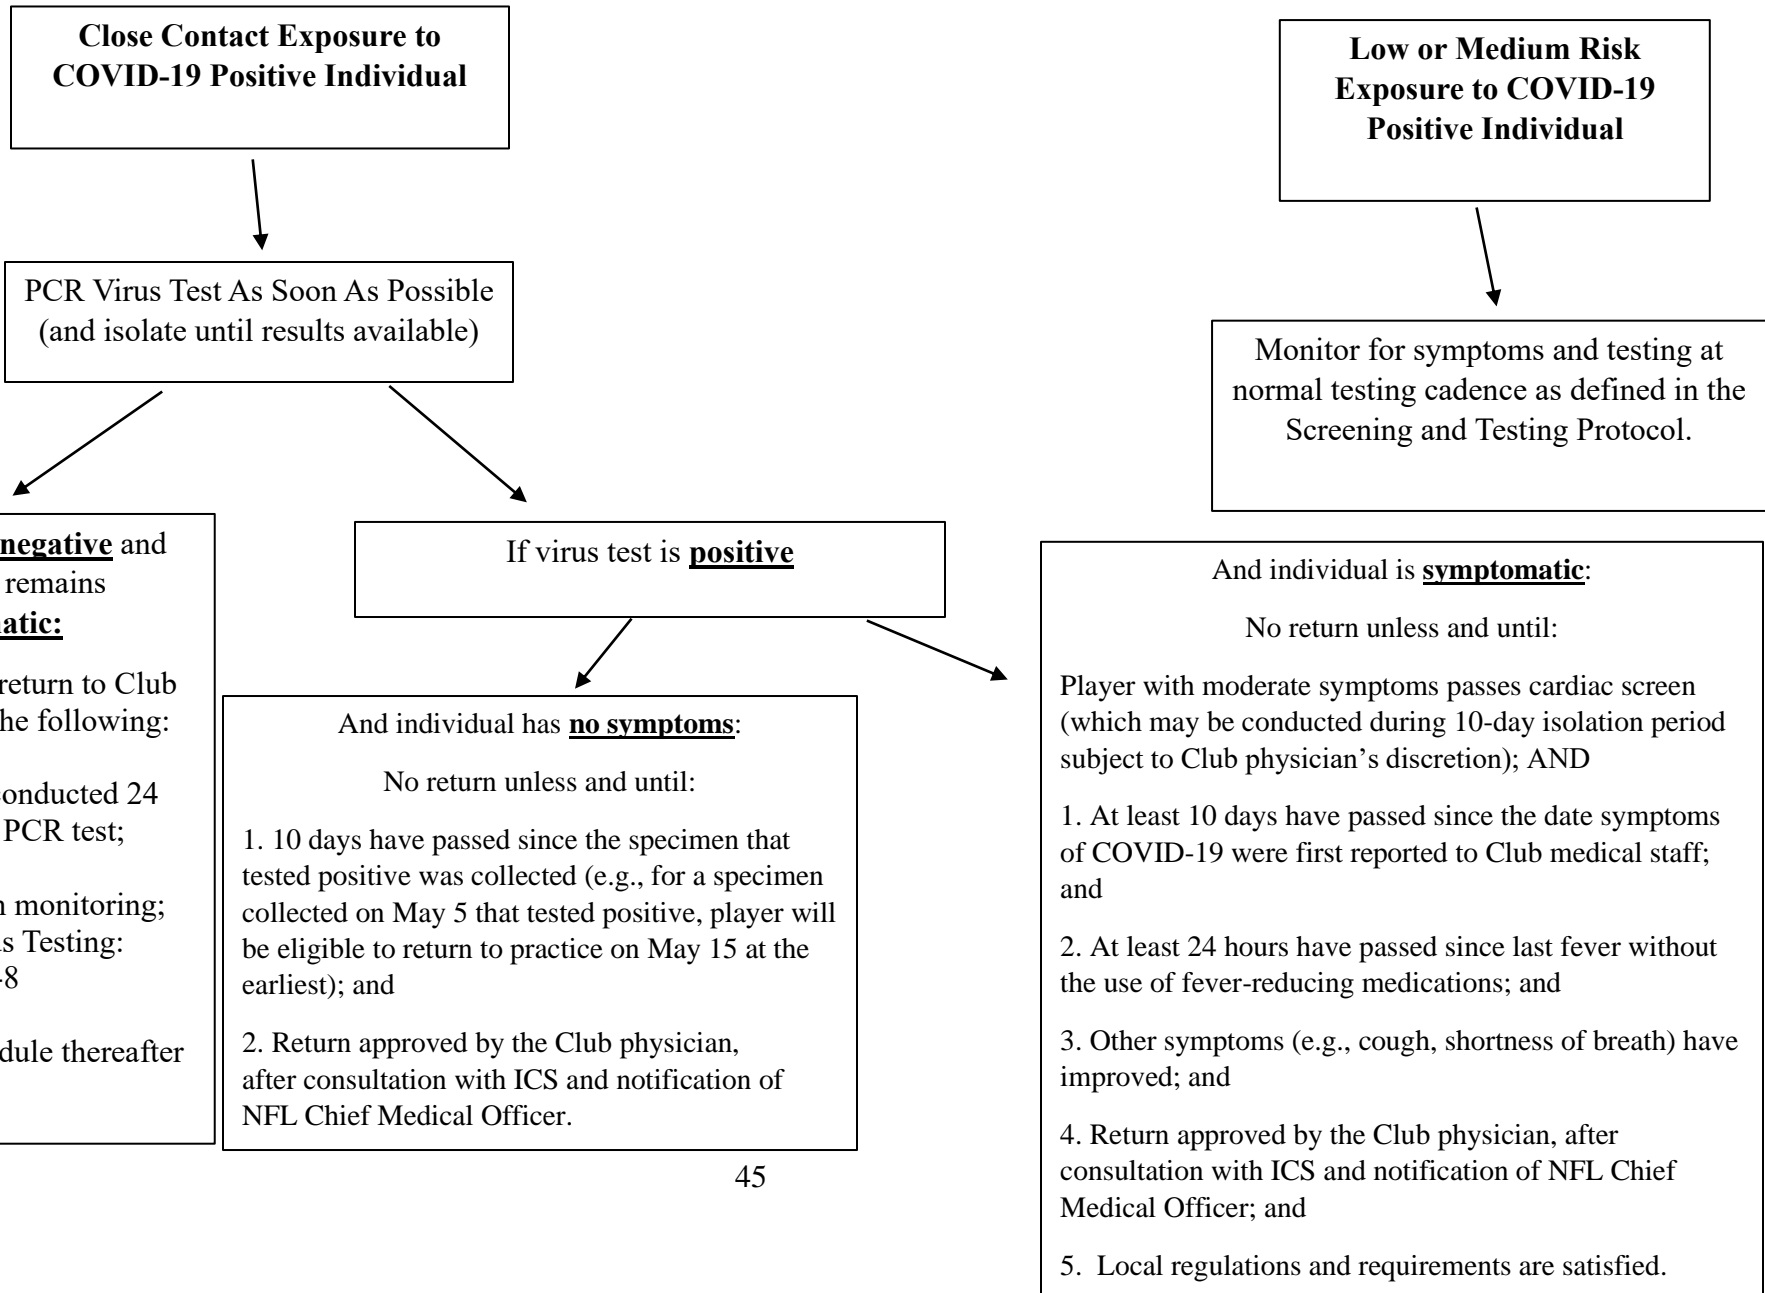 Close Contact Exposure to
COVID-19 Positive Individual
Low or Medium Risk
Exposure to COVID-19
Positive Individual
PCR Virus Test As Soon As Possible
(and isolate until results available)
Monitor for symptoms and testing at
normal testing cadence as defined in the
Screening and Testing Protocol.
negative and
remains
atic:
return to Club
he following:
onducted 24
PCR test;
n monitoring;
s Testing:
-8
dule thereafter
If virus test is positive
And individual has no symptoms:
No return unless and until:
1. 10 days have passed since the specimen that
tested positive was collected (e.g., for a specimen
collected on May 5 that tested positive, player will
be eligible to return to practice on May 15 at the
earliest); and
2. Return approved by the Club physician,
after consultation with ICS and notification of
NFL Chief Medical Officer.
And individual is symptomatic:
No return unless and until:
Player with moderate symptoms passes cardiac screen
(which may be conducted during 10-day isolation period
subject to Club physician’s discretion); AND
1. At least 10 days have passed since the date symptoms
of COVID-19 were first reported to Club medical staff;
and
2. At least 24 hours have passed since last fever without
the use of fever-reducing medications; and
3. Other symptoms (e.g., cough, shortness of breath) have
improved; and
4. Return approved by the Club physician, after
consultation with ICS and notification of NFL Chief
Medical Officer; and
5. Local regulations and requirements are satisfied.
45